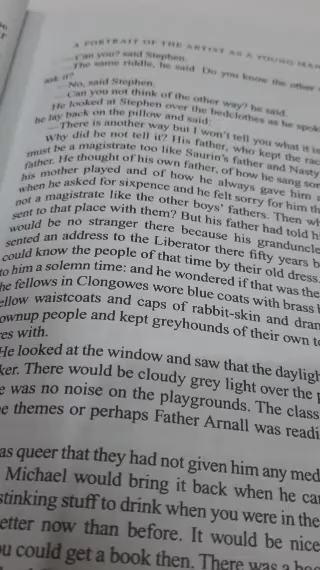 A PORTRAIT OF THE ARTIST AS A YOUNG MAN
—Can you? said Stephen.
—The same riddle, he said. Do you know the other
ask it?
—No, said Stephen.
—Can you not think of the other way? he said.
He looked at Stephen over the bedclothes as he spok
he lay back on the pillow and said:
—There is another way but I won't tell you what it is
Why did he not tell it? His father, who kept the rac
must be a magistrate too like Saurin's father and Nasty
father. He thought of his own father, of how he sang son
his mother played and of how he always gave him a
when he asked for sixpence and he felt sorry for him th
not a magistrate like the other boys' fathers. Then wh
sent to that place with them? But his father had told h
would be no stranger there because his granduncle
sented an address to the Liberator there fifty years b
could know the people of that time by their old dress.
to him a solemn time: and he wondered if that was the
he fellows in Clongowes wore blue coats with brass b
ellow waistcoats and caps of rabbit-skin and dran
ownup people and kept greyhounds of their own to
es with.
He looked at the window and saw that the dayligh
ker. There would be cloudy grey light over the p
e was no noise on the playgrounds. The class
e themes or perhaps Father Arnall was readi
as queer that they had not given him any med
Michael would bring it back when he ca
stinking stuff to drink when you were in the
etter now than before. It would be nice
ou could get a book then. There was a boo